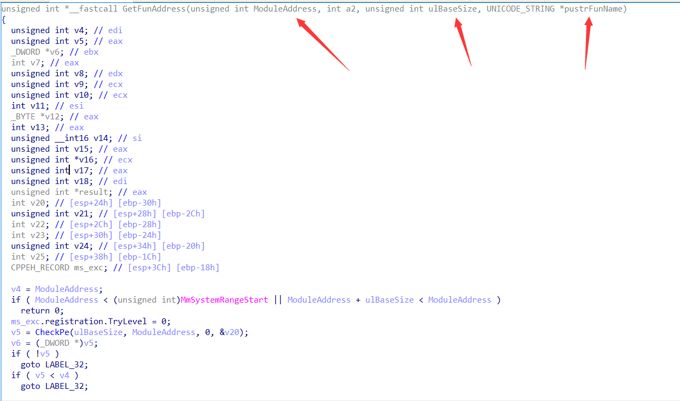 unsigned int *__fastcall GetFunAddress(unsigned int ModuleAddress, int a2, unsigned int ulBaseSize, UNICODE_STRING *pustrFunName)
{
unsigned int v4; // edi
unsigned int v5; // eax
_DWORD *v6; // ebx
int v7; // eax
unsigned int v8; // edx
unsigned int v9; // ecx
unsigned int v10; // ecx
int v11; // esi
_BYTE *v12; // eax
int v13; // eax
unsigned __int16 v14; // si
unsigned int v15; // eax
unsigned int *v16; // ecx
unsigned int v17; // eax
unsigned int v18; // edi
unsigned int *result; // eax
int v20; // [esp+24h] [ebp-30h]
unsigned int v21; // [esp+28h] [ebp-2Ch]
int v22; // [esp+2Ch] [ebp-28h]
int v23; // [esp+30h] [ebp-24h]
unsigned int v24; // [esp+34h] [ebp-20h]
int v25; // [esp+38h] [ebp-1Ch]
CPPEH_RECORD ms_exc; // [esp+3Ch] [ebp-18h]
v4 = ModuleAddress;
if ( ModuleAddress < (unsigned int)MmSystemRangeStart || ModuleAddress + ulBaseSize < ModuleAddress )
return 0;
ms_exc.registration.TryLevel = 0;
v5 = CheckPe(ulBaseSize, ModuleAddress, 0, &v20);
v6 = (_DWORD *)v5;
if ( !v5 )
goto LABEL_32;
if ( v5 < v4 )
goto LABEL_32;